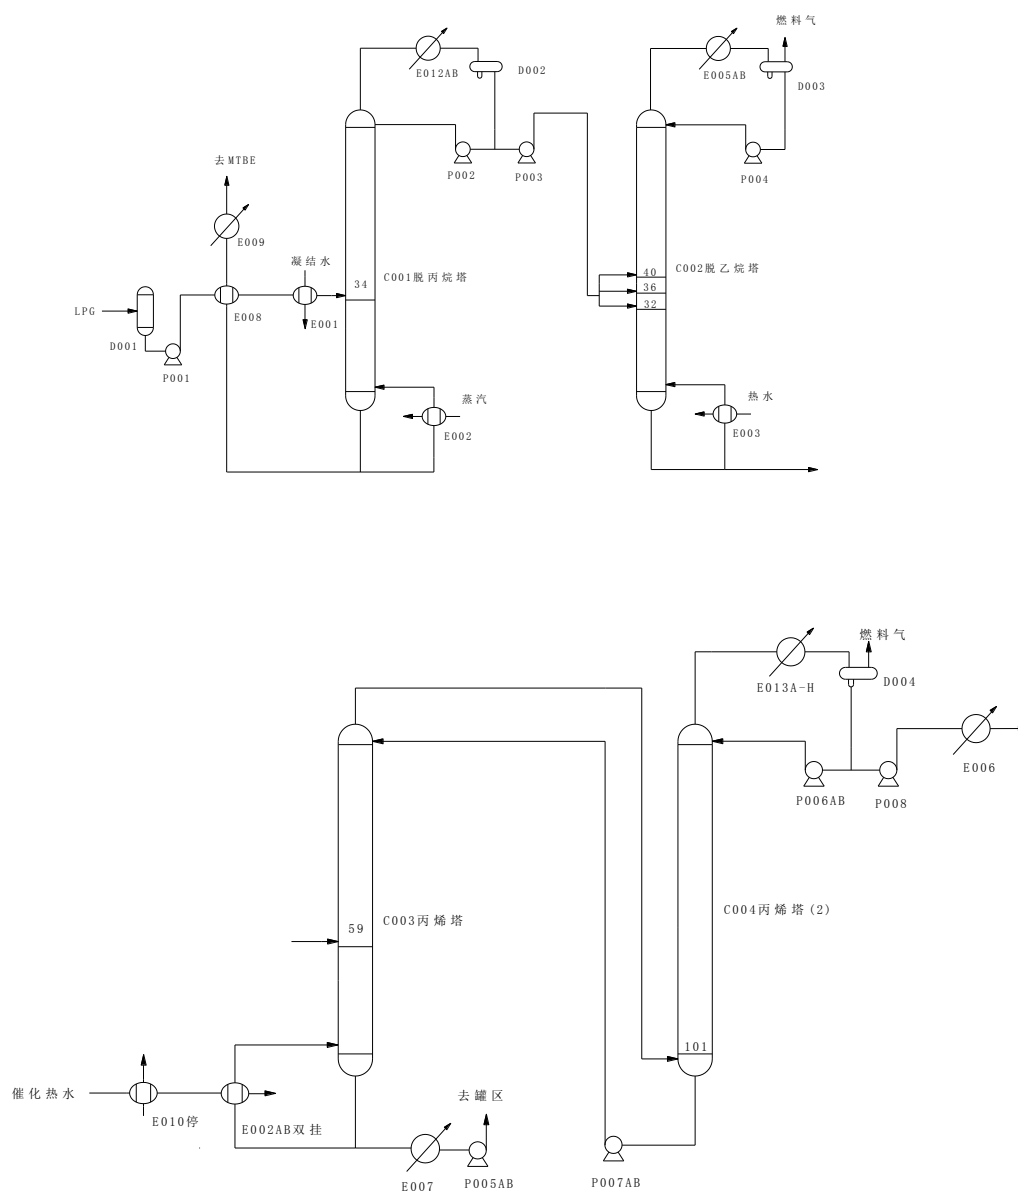 燃料气
E012AB
D002
E005AB
D003
去MTBE
P002
P003
P004
E009
凝结水
34
C001脱丙烷塔
40
C002脱乙烷塔
36
32
LPG
E008
E001
D001
P001
蒸汽
热水
E002
E003
燃料气
E013A-H
D004
E006
P006AB
P008
C003丙烯塔
C004丙烯塔(2)
59
101
催化热水
去罐区
E010停
E002AB双挂
E007
P005AB
P007AB